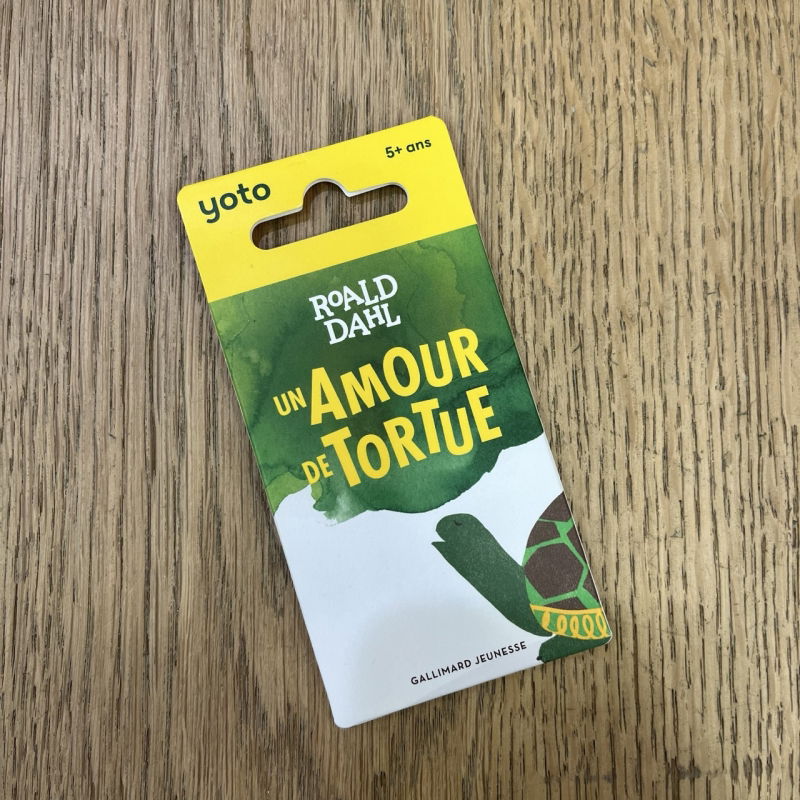 yoto
5+ ans
ROALD
DAHL
UN AMOUR
DE TORTUE
GALLIMARD JEUNESSE